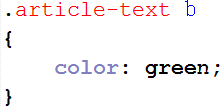 .article-text b
{
    color: green;
}